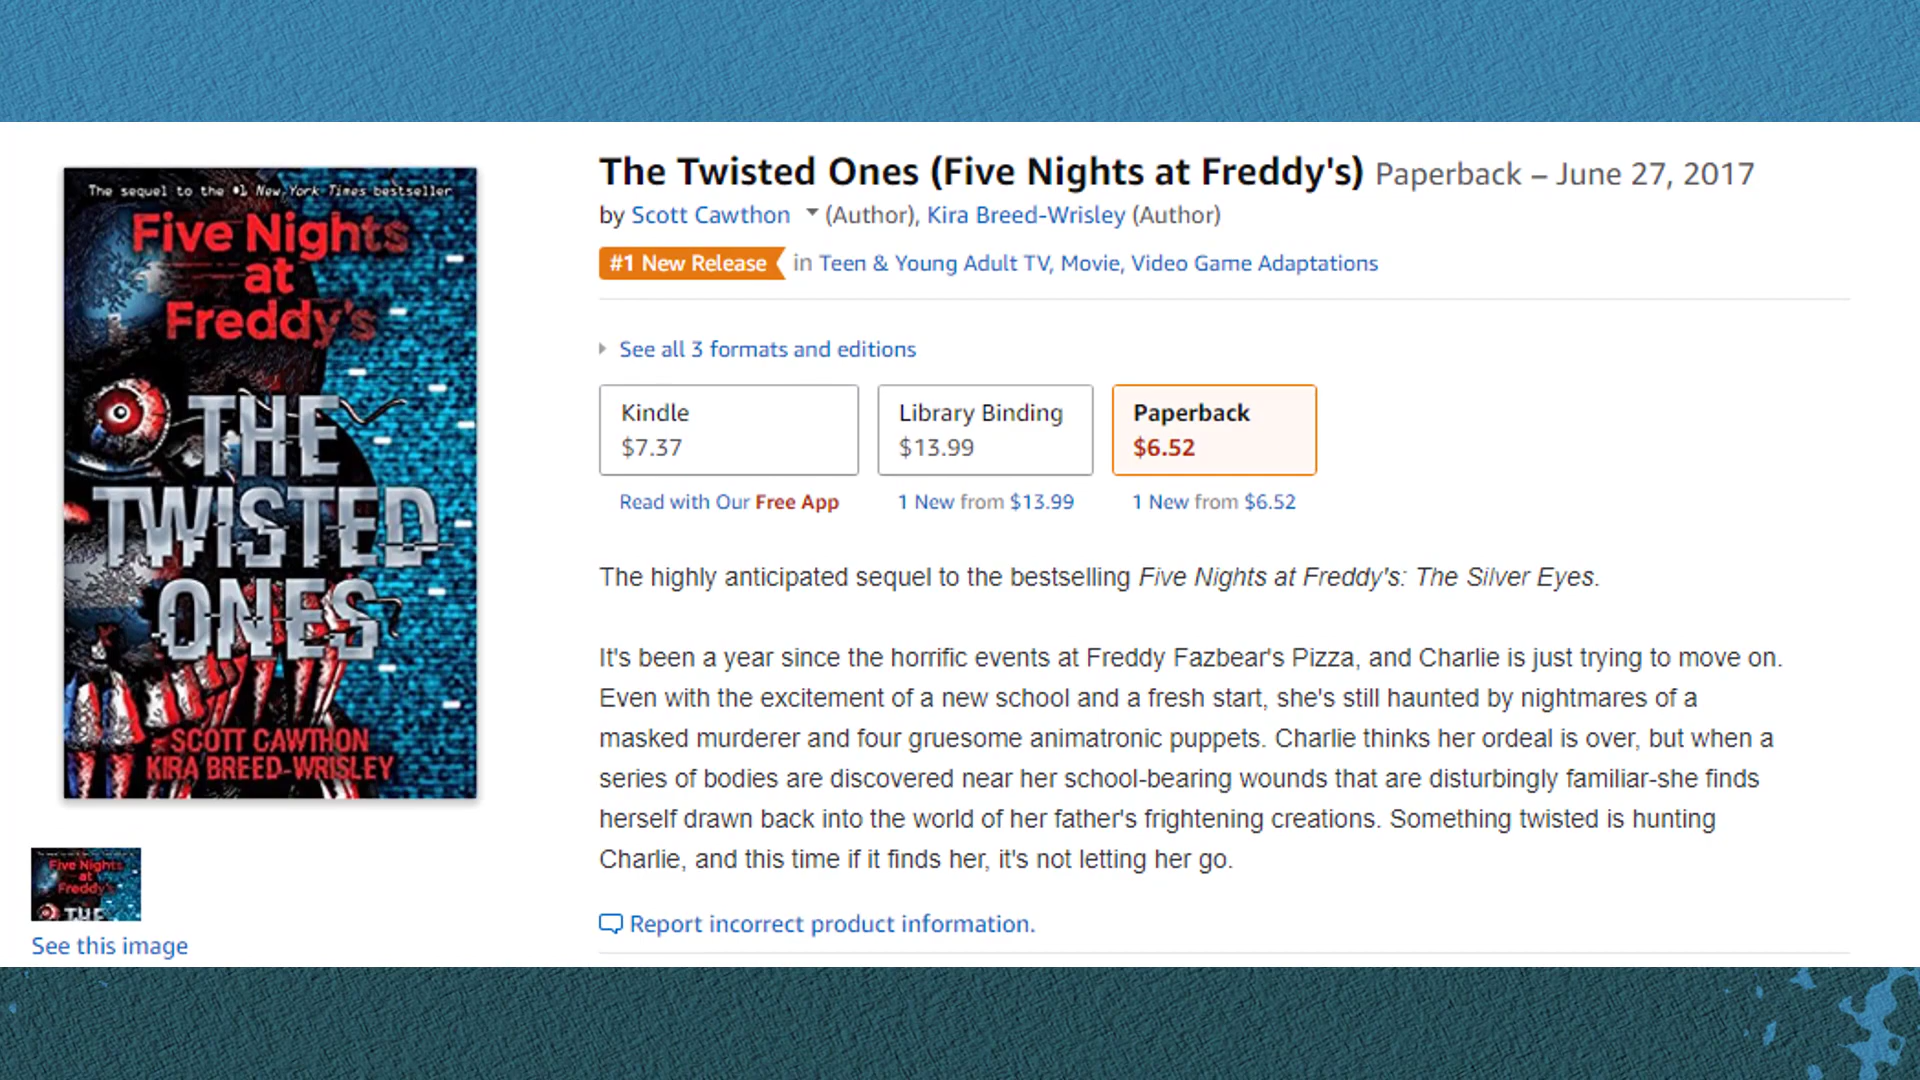 The sequel to the #1 New York Times bestseller
Five Nights
at
Freddy's
THE
TWISTED
ONES
SCOTT CAWTHON
KIRA BREED-WRISLEY
Five Nights
at
Freddy's
THE
See this image
The Twisted Ones (Five Nights at Freddy's) Paperback – June 27, 2017
by Scott Cawthon (Author), Kira Breed-Wrisley (Author)
#1 New Release in Teen & Young Adult TV, Movie, Video Game Adaptations
See all 3 formats and editions
Kindle
$7.37
Library Binding
$13.99
Paperback
$6.52
Read with Our Free App
1 New from $13.99
1 New from $6.52
The highly anticipated sequel to the bestselling Five Nights at Freddy's: The Silver Eyes.
It's been a year since the horrific events at Freddy Fazbear's Pizza, and Charlie is just trying to move on.
Even with the excitement of a new school and a fresh start, she's still haunted by nightmares of a
masked murderer and four gruesome animatronic puppets. Charlie thinks her ordeal is over, but when a
series of bodies are discovered near her school-bearing wounds that are disturbingly familiar-she finds
herself drawn back into the world of her father's frightening creations. Something twisted is hunting
Charlie, and this time if it finds her, it's not letting her go.
Report incorrect product information.